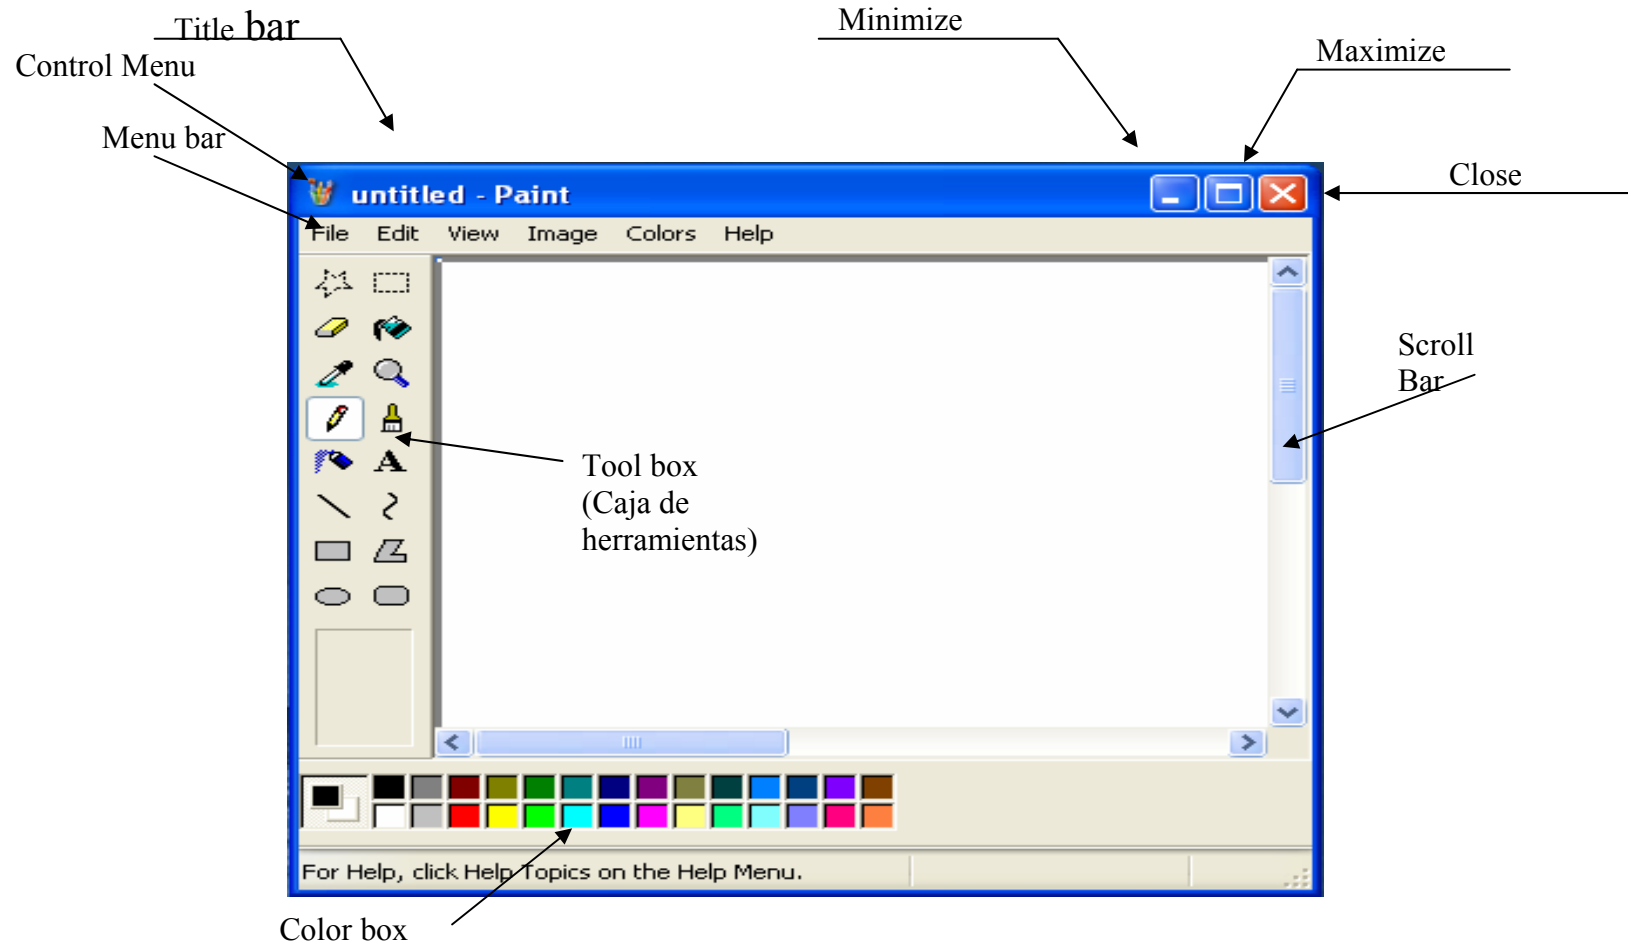 Title bar
Minimize
Maximize
Control Menu
Menu bar
Close
untitled - Paint
File Edit View Image Colors Help
Scroll
Bar
A
Tool box
(Caja de
herramientas)
For Help, click Help Topics on the Help Menu.
Color box